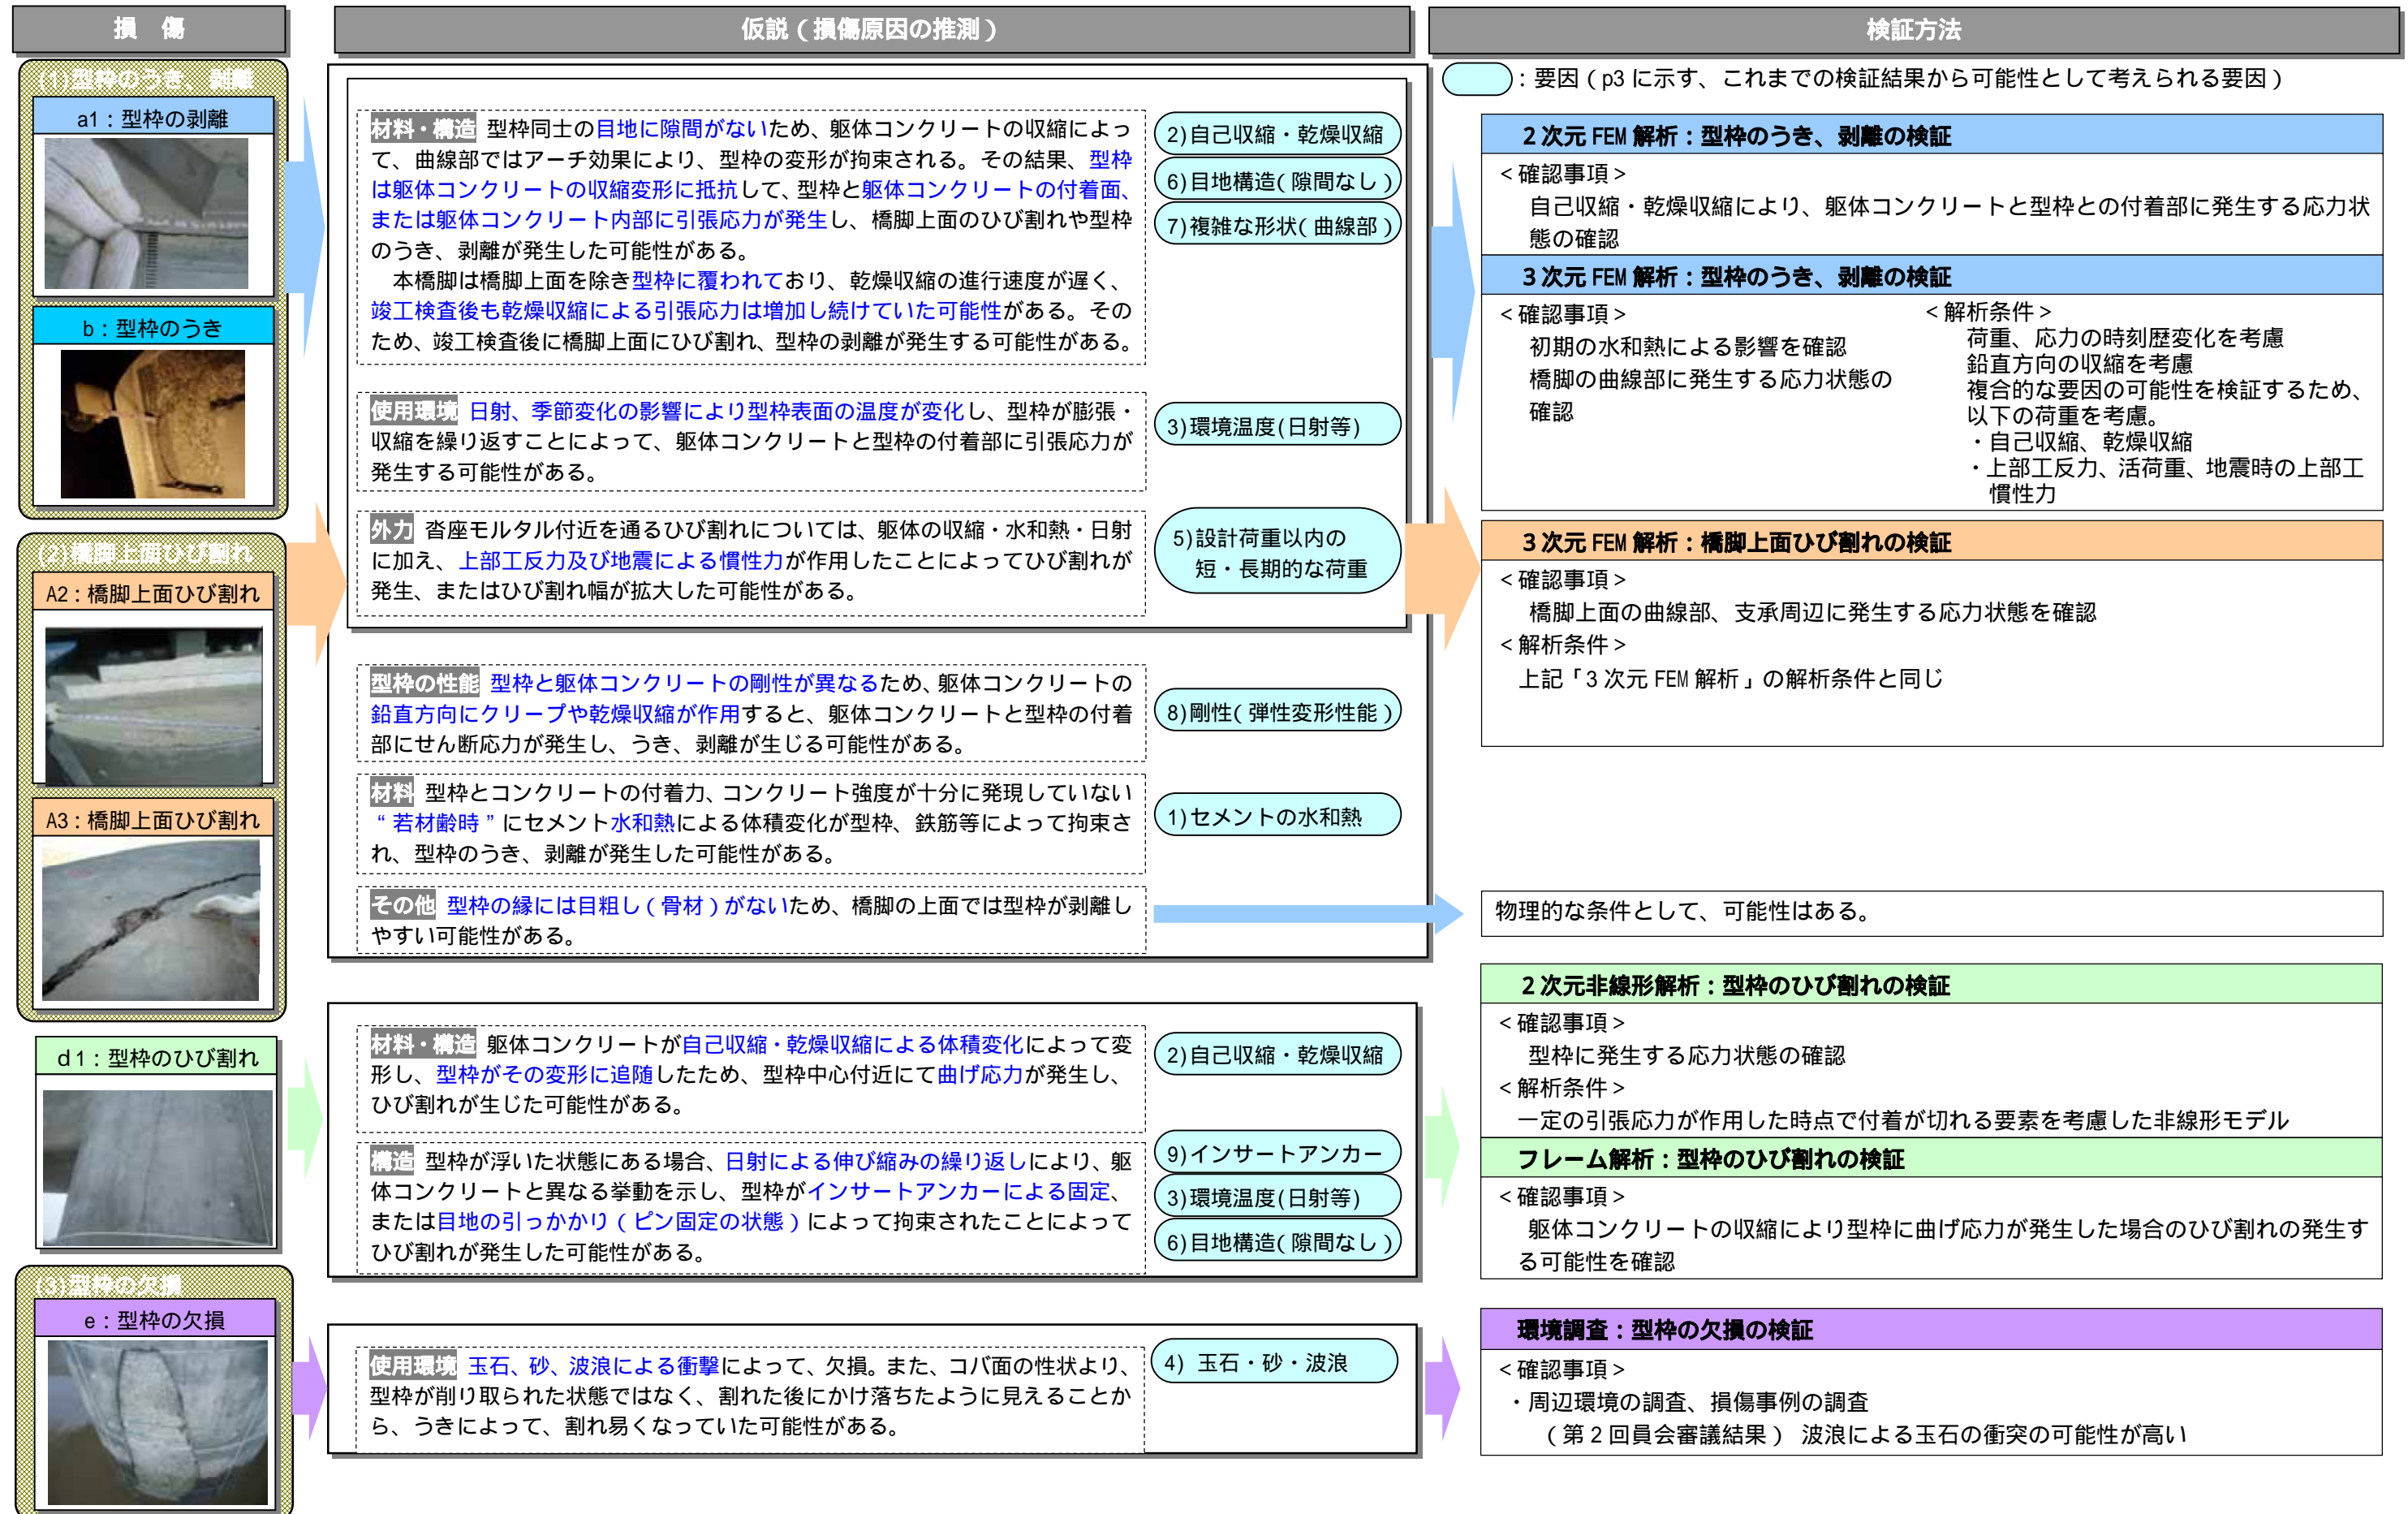 損　傷
仮説（損傷原因の推測）
検証方法
(1)型枠のうき、剥離
a1：型枠の剥離
b：型枠のうき
(2)橋脚上面ひび割れ
A2：橋脚上面ひび割れ
A3：橋脚上面ひび割れ
d1：型枠のひび割れ
(3)型枠の欠損
e：型枠の欠損
材料・構造 型枠同士の目地に隙間がないため、躯体コンクリートの収縮によっ
て、曲線部ではアーチ効果により、型枠の変形が拘束される。その結果、型枠
は躯体コンクリートの収縮変形に抵抗して、型枠と躯体コンクリートの付着面、
または躯体コンクリート内部に引張応力が発生し、橋脚上面のひび割れや型枠
のうき、剥離が発生した可能性がある。
　本橋脚は橋脚上面を除き型枠に覆われており、乾燥収縮の進行速度が遅く、
竣工検査後も乾燥収縮による引張応力は増加し続けていた可能性がある。その
ため、竣工検査後に橋脚上面にひび割れ、型枠の剥離が発生する可能性がある。
2)自己収縮・乾燥収縮
6)目地構造(隙間なし)
7)複雑な形状(曲線部)
使用環境 日射、季節変化の影響により型枠表面の温度が変化し、型枠が膨張・
収縮を繰り返すことによって、躯体コンクリートと型枠の付着部に引張応力が
発生する可能性がある。
3)環境温度(日射等)
外力 沓座モルタル付近を通るひび割れについては、躯体の収縮・水和熱・日射
に加え、上部工反力及び地震による慣性力が作用したことによってひび割れが
発生、またはひび割れ幅が拡大した可能性がある。
5)設計荷重以内の
短・長期的な荷重
型枠の性能 型枠と躯体コンクリートの剛性が異なるため、躯体コンクリートの
鉛直方向にクリープや乾燥収縮が作用すると、躯体コンクリートと型枠の付着
部にせん断応力が発生し、うき、剥離が生じる可能性がある。
8)剛性(弾性変形性能)
材料 型枠とコンクリートの付着力、コンクリート強度が十分に発現していない
“若材齢時”にセメント水和熱による体積変化が型枠、鉄筋等によって拘束さ
れ、型枠のうき、剥離が発生した可能性がある。
1)セメントの水和熱
その他 型枠の縁には目粗し（骨材）がないため、橋脚の上面では型枠が剥離し
やすい可能性がある。
材料・構造 躯体コンクリートが自己収縮・乾燥収縮による体積変化によって変
形し、型枠がその変形に追随したため、型枠中心付近にて曲げ応力が発生し、
ひび割れが生じた可能性がある。
2)自己収縮・乾燥収縮
構造 型枠が浮いた状態にある場合、日射による伸び縮みの繰り返しにより、躯
体コンクリートと異なる挙動を示し、型枠がインサートアンカーによる固定、
または目地の引っかかり（ピン固定の状態）によって拘束されたことによって
ひび割れが発生した可能性がある。
9)インサートアンカー
3)環境温度(日射等)
6)目地構造(隙間なし)
使用環境 玉石、砂、波浪による衝撃によって、欠損。また、コバ面の性状より、
型枠が削り取られた状態ではなく、割れた後にかけ落ちたように見えることか
ら、うきによって、割れ易くなっていた可能性がある。
4) 玉石・砂・波浪
：要因（p3に示す、これまでの検証結果から可能性として考えられる要因）
2次元FEM解析：型枠のうき、剥離の検証
＜確認事項＞
自己収縮・乾燥収縮により、躯体コンクリートと型枠との付着部に発生する応力状
態の確認
3次元FEM解析：型枠のうき、剥離の検証
＜確認事項＞
初期の水和熱による影響を確認
橋脚の曲線部に発生する応力状態の
確認
＜解析条件＞
荷重、応力の時刻歴変化を考慮
鉛直方向の収縮を考慮
複合的な要因の可能性を検証するため、
以下の荷重を考慮。
・自己収縮、乾燥収縮
・上部工反力、活荷重、地震時の上部工
慣性力
3次元FEM解析：橋脚上面ひび割れの検証
＜確認事項＞
橋脚上面の曲線部、支承周辺に発生する応力状態を確認
＜解析条件＞
上記「3次元FEM解析」の解析条件と同じ
物理的な条件として、可能性はある。
2次元非線形解析：型枠のひび割れの検証
＜確認事項＞
型枠に発生する応力状態の確認
＜解析条件＞
一定の引張応力が作用した時点で付着が切れる要素を考慮した非線形モデル
フレーム解析：型枠のひび割れの検証
＜確認事項＞
躯体コンクリートの収縮により型枠に曲げ応力が発生した場合のひび割れの発生す
る可能性を確認
環境調査：型枠の欠損の検証
＜確認事項＞
・周辺環境の調査、損傷事例の調査
（第2回員会審議結果）波浪による玉石の衝突の可能性が高い